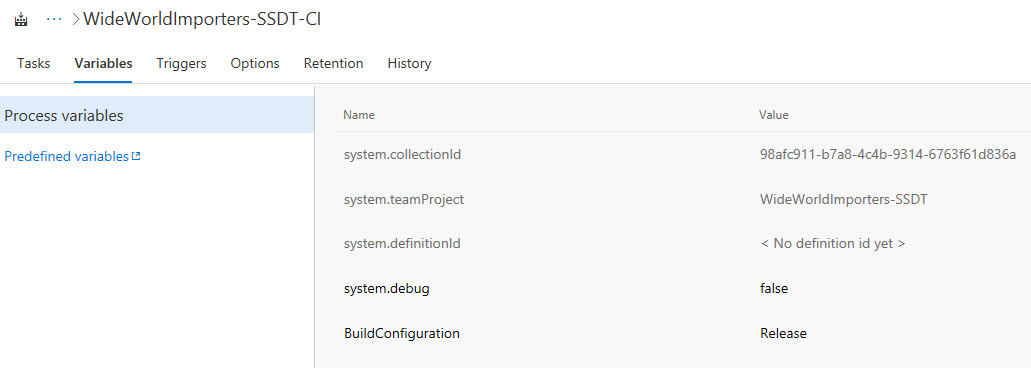 ··· > WideWorldImporters-SSDT-CI
Tasks Variables Triggers Options Retention History
Process variables
Predefined variables
Name Value
system.collectionId 98afc911-b7a8-4c4b-9314-6763f61d836a
system.teamProject WideWorldImporters-SSDT
system.definitionId < No definition id yet >
system.debug false
BuildConfiguration Release